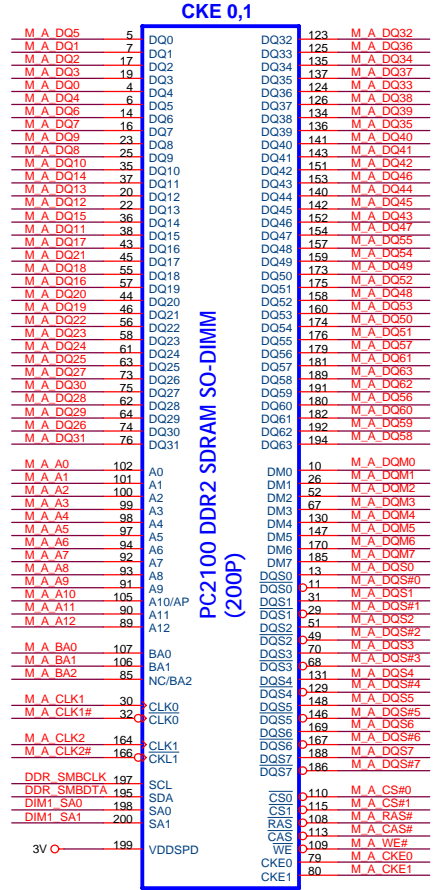 CKE 0,1
M_A_DQ5 5 DQ0 DQ32 123 M_A_DQ32
M_A_DQ1 7 DQ1 DQ33 125 M_A_DQ36
M_A_DQ2 17 DQ2 DQ34 135 M_A_DQ34
M_A_DQ3 19 DQ3 DQ35 137 M_A_DQ37
M_A_DQ0 4 DQ4 DQ36 124 M_A_DQ33
M_A_DQ4 6 DQ5 DQ37 126 M_A_DQ38
M_A_DQ6 14 DQ6 DQ38 134 M_A_DQ39
M_A_DQ7 16 DQ7 DQ39 136 M_A_DQ35
M_A_DQ9 23 DQ8 DQ40 141 M_A_DQ40
M_A_DQ8 25 DQ9 DQ41 143 M_A_DQ41
M_A_DQ10 35 DQ10 DQ42 151 M_A_DQ42
M_A_DQ14 37 DQ11 DQ43 153 M_A_DQ46
M_A_DQ13 20 DQ12 DQ44 140 M_A_DQ44
M_A_DQ12 22 DQ13 DQ45 142 M_A_DQ45
M_A_DQ15 36 DQ14 DQ46 152 M_A_DQ43
M_A_DQ11 38 DQ15 DQ47 154 M_A_DQ47
M_A_DQ17 43 DQ16 DQ48 157 M_A_DQ55
M_A_DQ21 45 DQ17 DQ49 159 M_A_DQ54
M_A_DQ18 55 DQ18 DQ50 173 M_A_DQ49
M_A_DQ16 57 DQ19 DQ51 175 M_A_DQ52
M_A_DQ20 44 DQ20 DQ52 158 M_A_DQ48
M_A_DQ19 46 DQ21 DQ53 160 M_A_DQ53
M_A_DQ22 56 DQ22 DQ54 174 M_A_DQ50
M_A_DQ23 58 DQ23 DQ55 176 M_A_DQ51
M_A_DQ24 61 DQ24 DQ56 179 M_A_DQ57
M_A_DQ25 63 DQ25 DQ57 181 M_A_DQ61
M_A_DQ27 73 DQ26 DQ58 189 M_A_DQ63
M_A_DQ30 75 DQ27 DQ59 191 M_A_DQ62
M_A_DQ28 62 DQ28 DQ60 180 M_A_DQ56
M_A_DQ29 64 DQ29 DQ61 182 M_A_DQ60
M_A_DQ26 74 DQ30 DQ62 192 M_A_DQ59
M_A_DQ31 76 DQ31 DQ63 194 M_A_DQ58
PC2100 DDR2 SDRAM SO-DIMM
(200P)
M_A_A0 102 A0 DM0 10 M_A_DQM0
M_A_A1 101 A1 DM1 26 M_A_DQM1
M_A_A2 100 A2 DM2 52 M_A_DQM2
M_A_A3 99 A3 DM3 67 M_A_DQM3
M_A_A4 98 A4 DM4 130 M_A_DQM4
M_A_A5 97 A5 DM5 147 M_A_DQM5
M_A_A6 94 A6 DM6 170 M_A_DQM6
M_A_A7 92 A7 DM7 185 M_A_DQM7
M_A_A8 93 A8 DQS0 13 M_A_DQS0
M_A_A9 91 A9 DQS0 11 M_A_DQS#0
M_A_A10 105 A10/AP DQS1 31 M_A_DQS1
M_A_A11 90 A11 DQS1 29 M_A_DQS#1
M_A_A12 89 A12 DQS2 51 M_A_DQS2
DQS2 49 M_A_DQS#2
M_A_BA0 107 BA0 DQS3 70 M_A_DQS3
M_A_BA1 106 BA1 DQS3 68 M_A_DQS#3
M_A_BA2 85 NC/BA2 DQS4 131 M_A_DQS4
DQS4 129 M_A_DQS#4
M_A_CLK1 30 CLK0 DQS5 148 M_A_DQS5
M_A_CLK1# 32 CLK0 DQS5 146 M_A_DQS#5
DQS6 169 M_A_DQS6
M_A_CLK2 164 CLK1 DQS6 167 M_A_DQS#6
M_A_CLK2# 166 CKL1 DQS7 188 M_A_DQS7
DQS7 186 M_A_DQS#7
DDR_SMBCLK 197 SCL
DDR_SMBDTA 195 SDA CS0 110 M_A_CS#0
DIM1_SA0 198 SA0 CS1 115 M_A_CS#1
DIM1_SA1 200 SA1 RAS 108 M_A_RAS#
CAS 113 M_A_CAS#
3V 199 VDDSPD WE 109 M_A_WE#
CKE0 79 M_A_CKE0
CKE1 80 M_A_CKE1